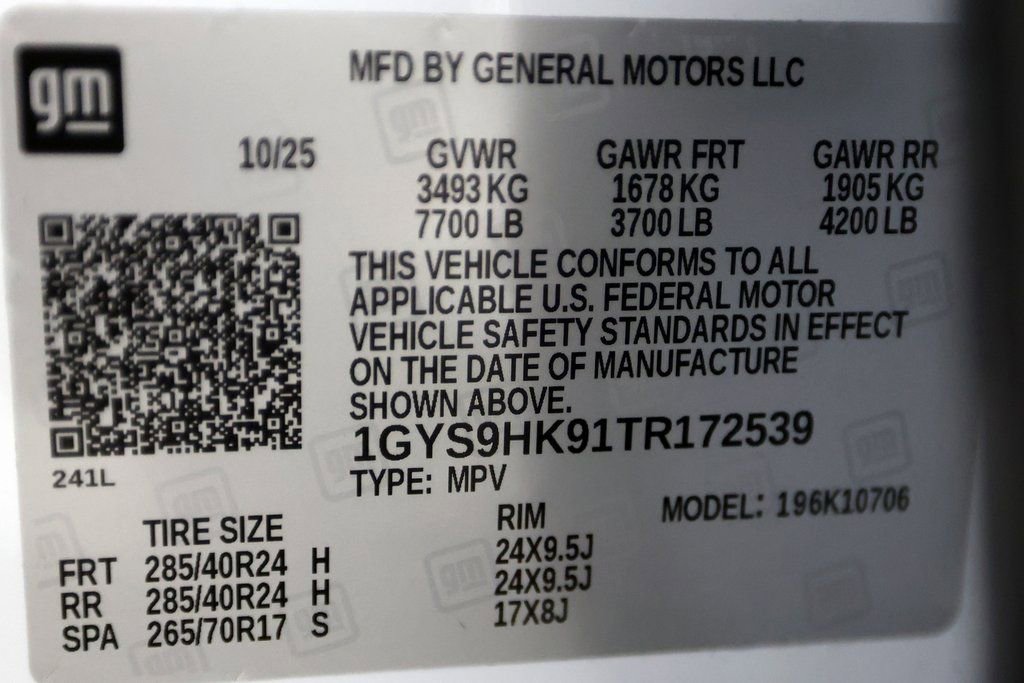 gm
MFD BY GENERAL MOTORS LLC
10/25 GVWR GAWR FRT GAWR RR
3493 KG 1678 KG 1905 KG
7700 LB 3700 LB 4200 LB
THIS VEHICLE CONFORMS TO ALL
APPLICABLE U.S. FEDERAL MOTOR
VEHICLE SAFETY STANDARDS IN EFFECT
ON THE DATE OF MANUFACTURE
SHOWN ABOVE.
1GYS9HK91TR172539
241L
TYPE: MPV MODEL: 196K10706
TIRE SIZE RIM
FRT 285/40R24 H 24X9.5J
RR 285/40R24 H 24X9.5J
SPA 265/70R17 S 17X8J